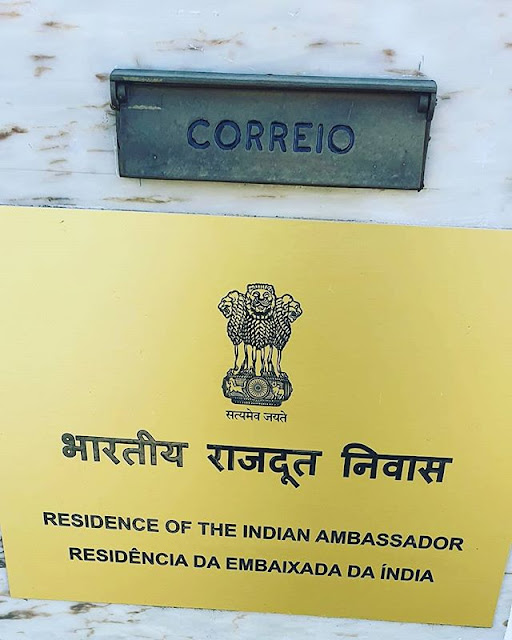 CORREIO
सत्यमेव जयते
भारतीय राजदूत निवास
RESIDENCE OF THE INDIAN AMBASSADOR
RESIDÊNCIA DA EMBAIXADA DA ÍNDIA